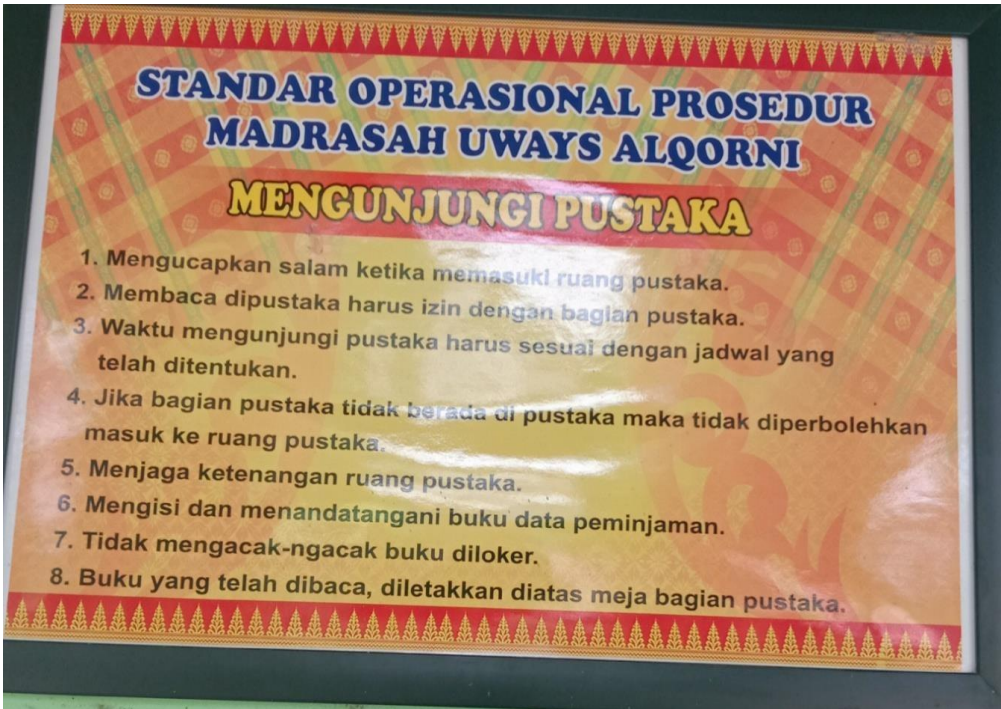 STANDAR OPERASIONAL PROSEDUR
MADRASAH UWAYS ALQORNI
MENGUNJUNGI PUSTAKA
1. Mengucapkan salam ketika memasuki ruang pustaka.
2. Membaca dipustaka harus izin dengan bagian pustaka.
3. Waktu mengunjungi pustaka harus sesuai dengan jadwal yang
telah ditentukan.
4. Jika bagian pustaka tidak berada di pustaka maka tidak diperbolehkan
masuk ke ruang pustaka.
5. Menjaga ketenangan ruang pustaka.
6. Mengisi dan menandatangani buku data peminjaman.
7. Tidak mengacak-ngacak buku diloker.
8. Buku yang telah dibaca, diletakkan diatas meja bagian pustaka.